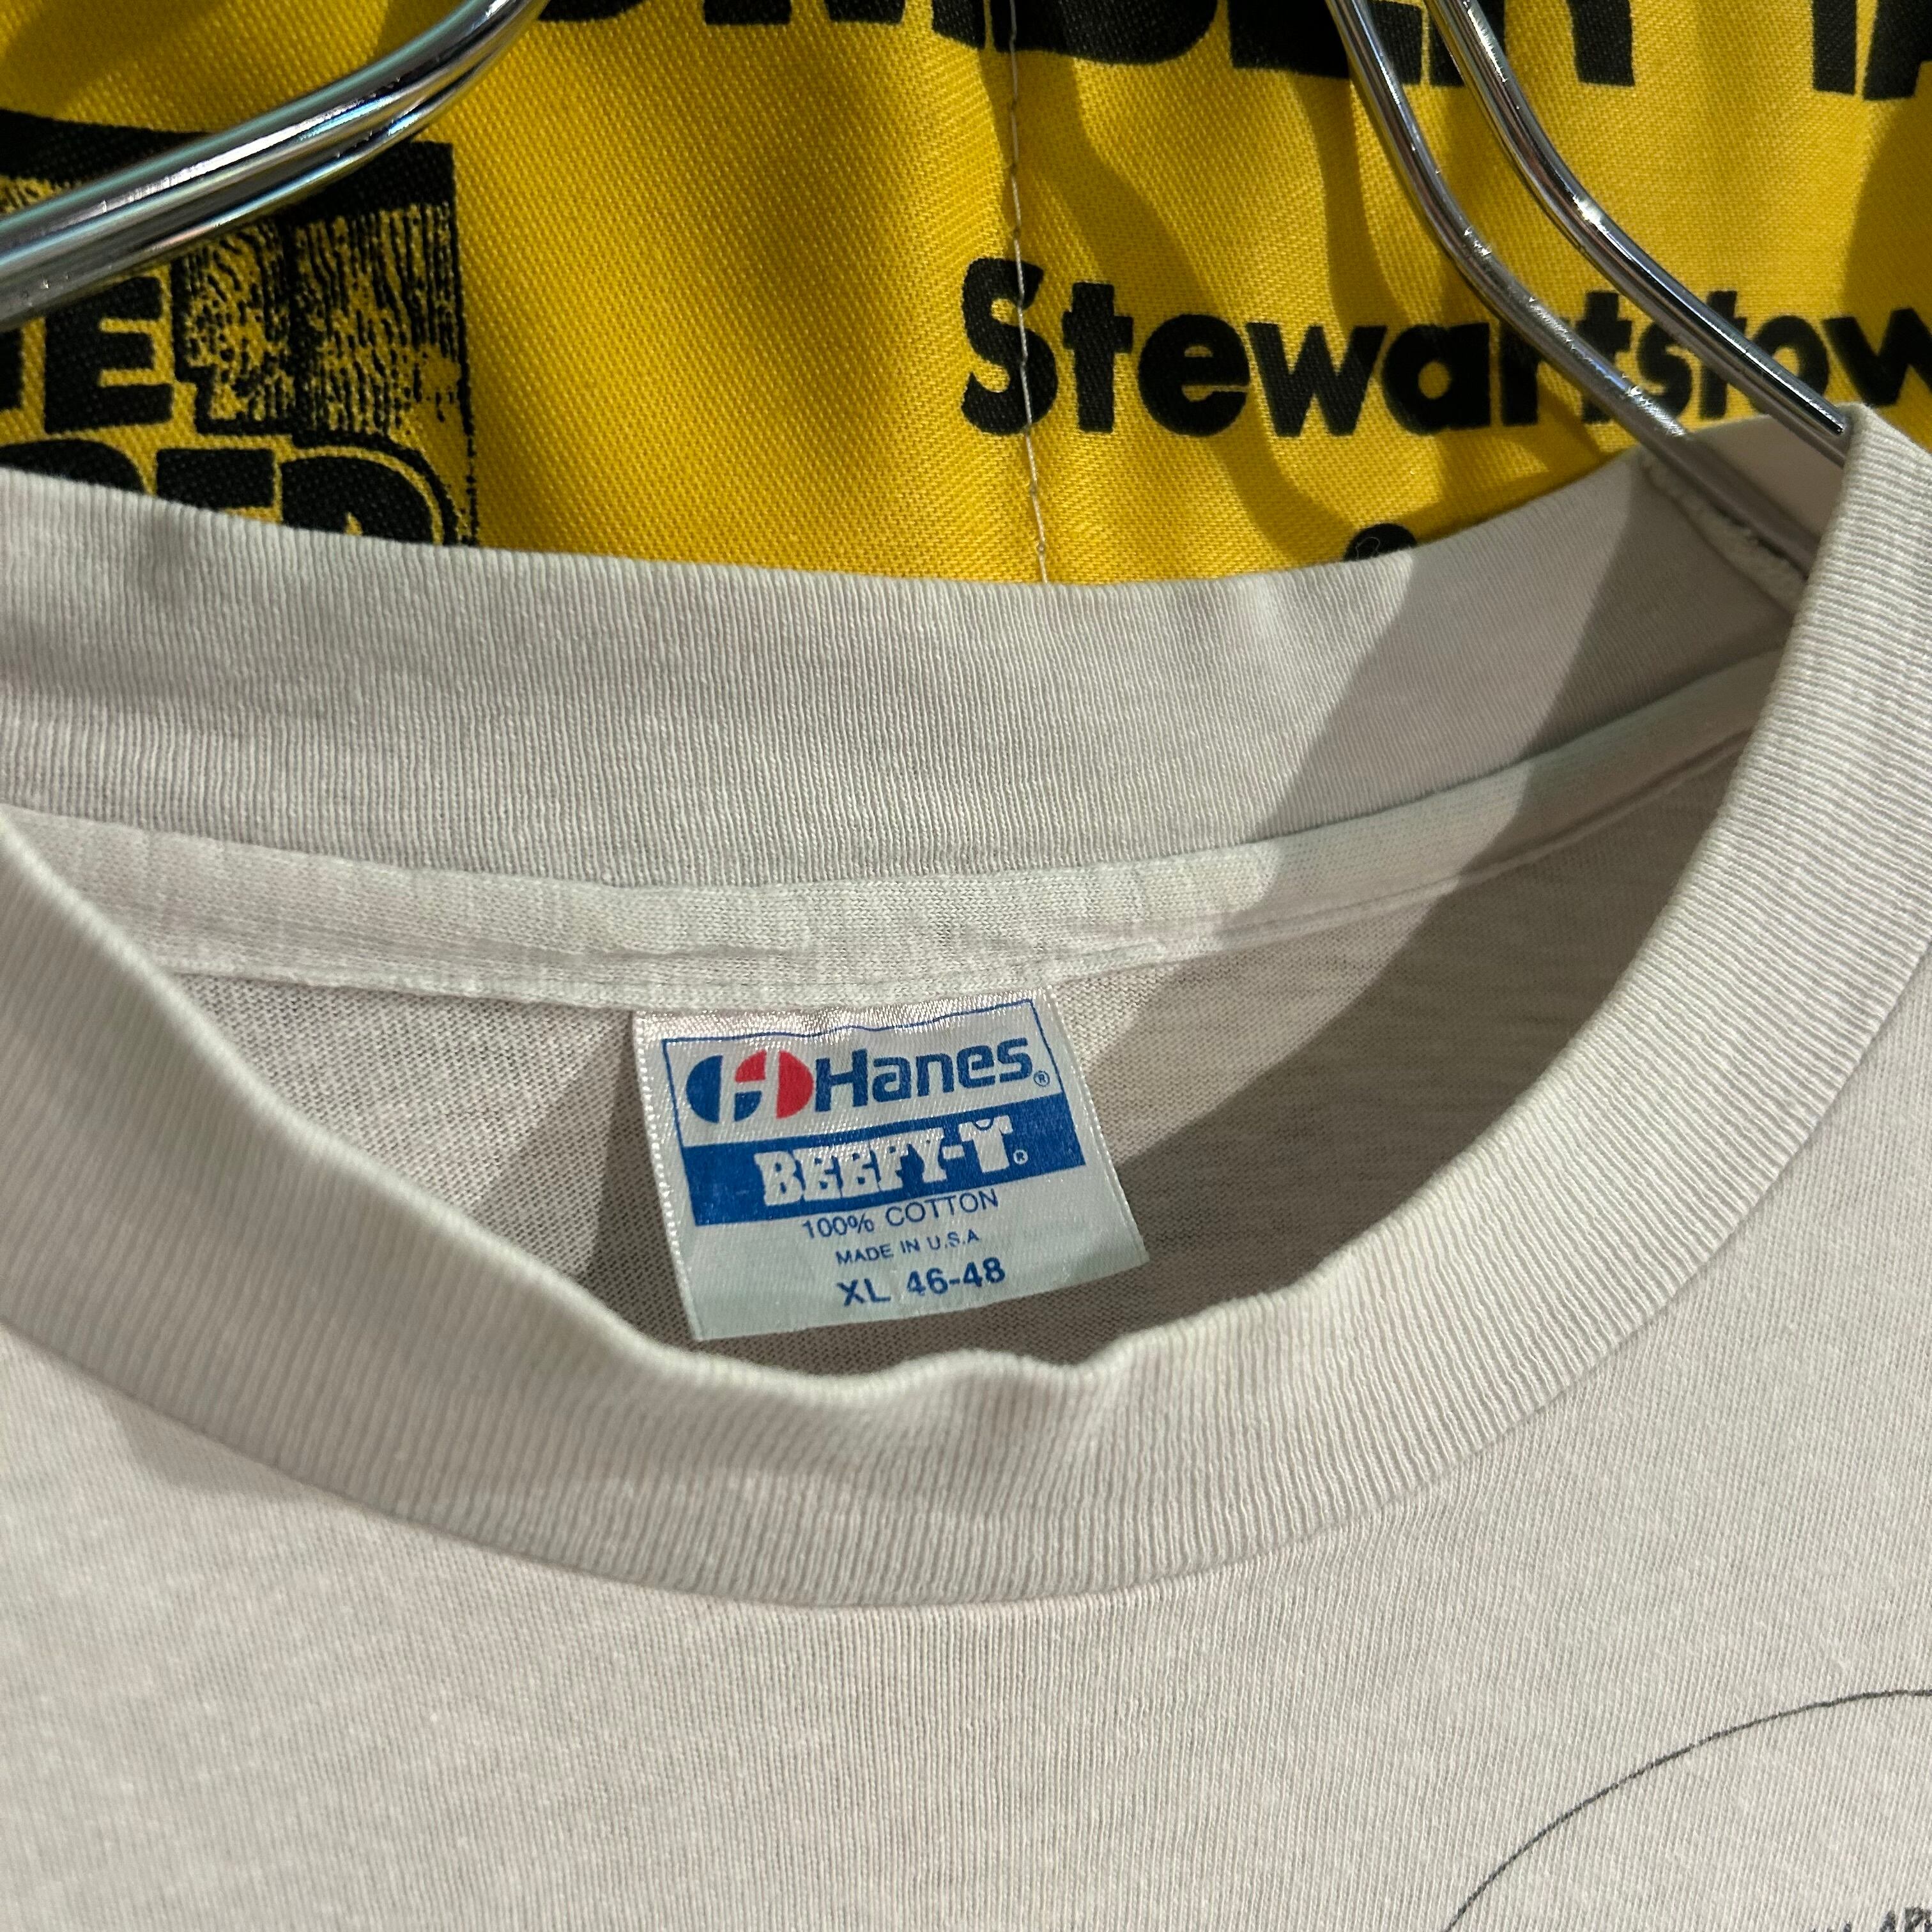 Stewartstow
Hanes®
BEEFY-T®
100% COTTON
MADE IN U.S.A
XL 46-48